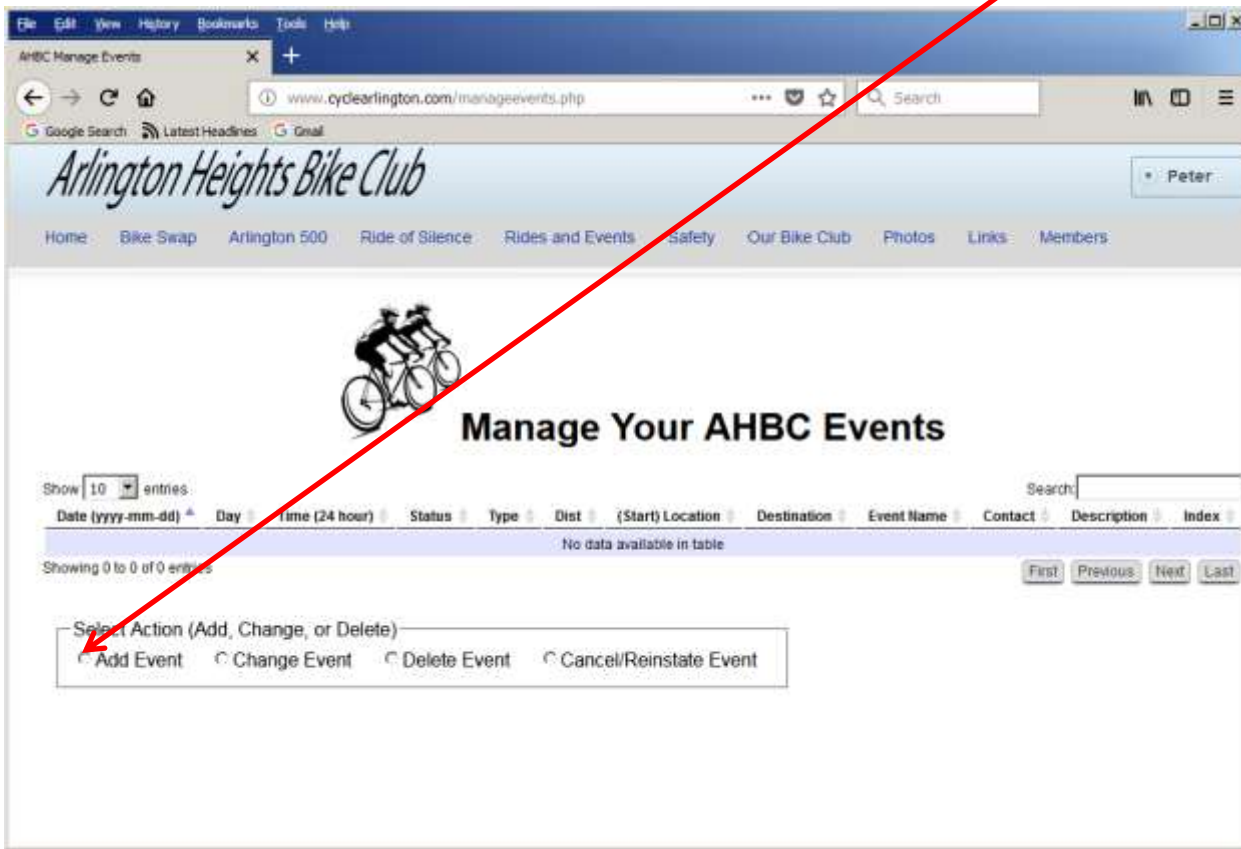 File Edit View History Bookmarks Tools Help
AHBC Manage Events
www.cyclearlington.com/manageevents.php
Search
Google Search Latest Headlines Gmail
Arlington Heights Bike Club
Peter
Home Bike Swap Arlington 500 Ride of Silence Rides and Events Safety Our Bike Club Photos Links Members
Manage Your AHBC Events
Show 10 entries
Search:
Date (yyyy-mm-dd) Day Time (24 hour) Status Type Dist (Start) Location Destination Event Name Contact Description Index
No data available in table
Showing 0 to 0 of 0 entries
First Previous Next Last
Select Action (Add, Change, or Delete)
Add Event Change Event Delete Event Cancel/Reinstate Event